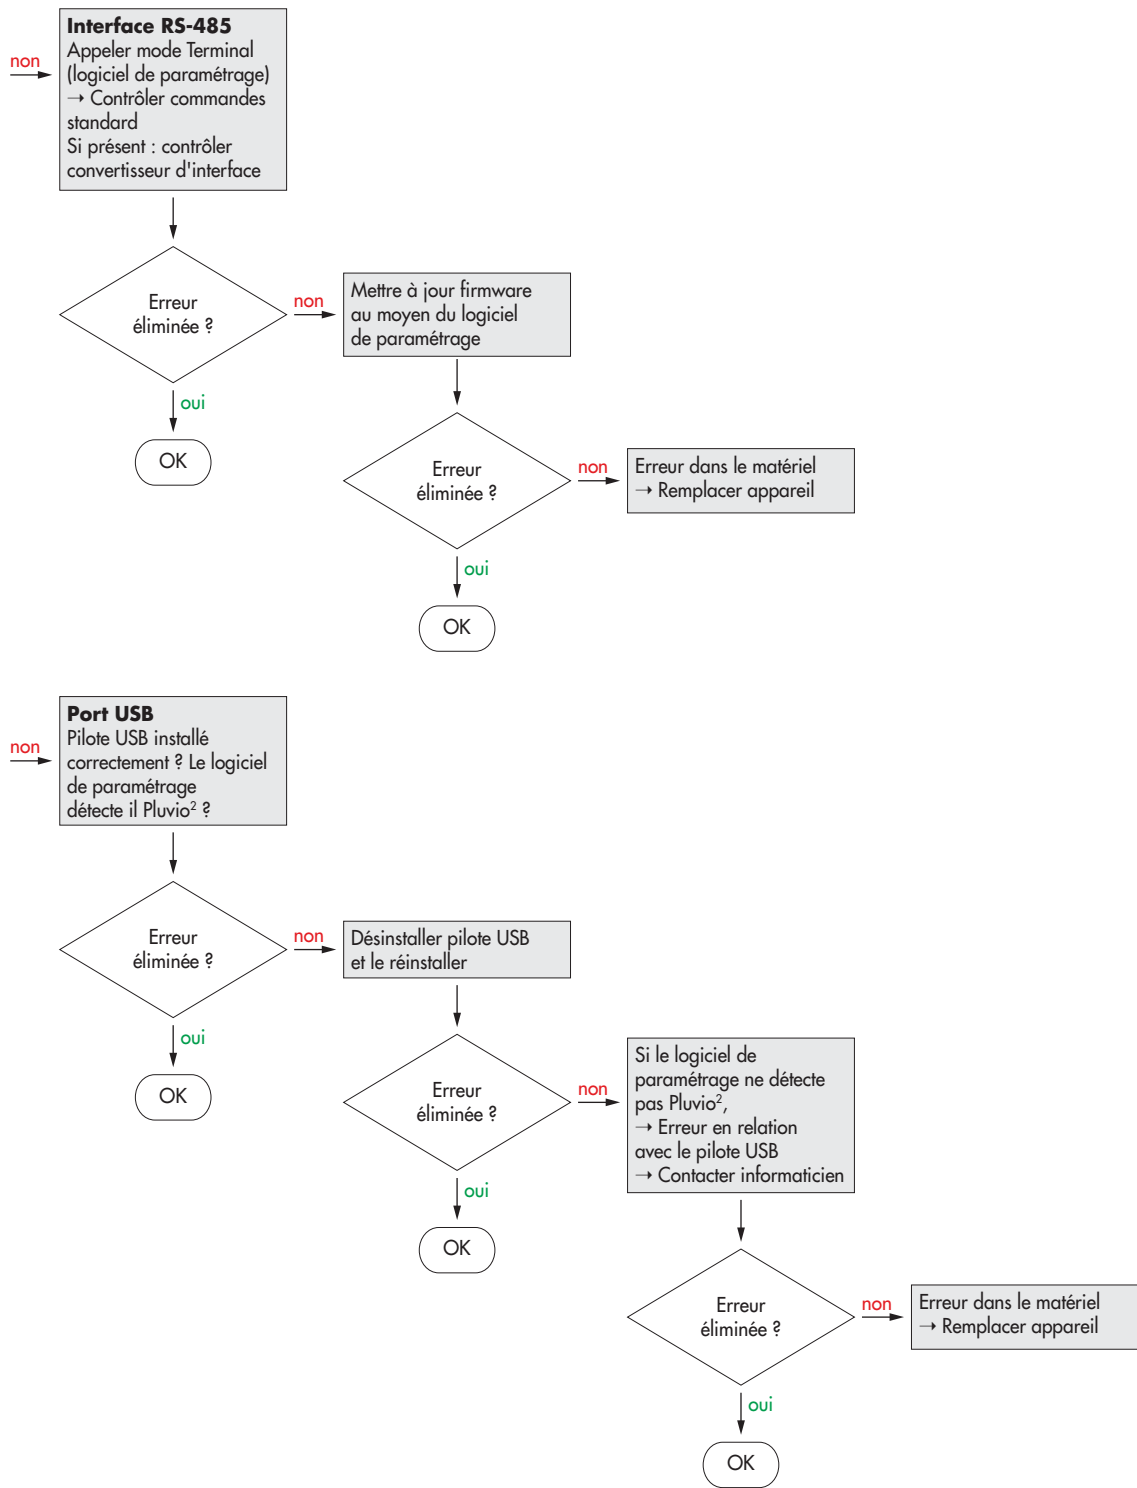 Interface RS-485
Appeler mode Terminal
(logiciel de paramétrage)
→ Contrôler commandes
standard
Si présent : contrôler
convertisseur d'interface
non
Erreur
éliminée ?
non
Mettre à jour firmware
au moyen du logiciel
de paramétrage
oui
OK
Erreur
éliminée ?
non
Erreur dans le matériel
→ Remplacer appareil
oui
OK
Port USB
Pilote USB installé
correctement ? Le logiciel
de paramétrage
détecte il Pluvio² ?
non
Erreur
éliminée ?
non
Désinstaller pilote USB
et le réinstaller
oui
OK
Erreur
éliminée ?
non
Si le logiciel de
paramétrage ne détecte
pas Pluvio²,
→ Erreur en relation
avec le pilote USB
→ Contacter informaticien
oui
OK
Erreur
éliminée ?
non
Erreur dans le matériel
→ Remplacer appareil
oui
OK